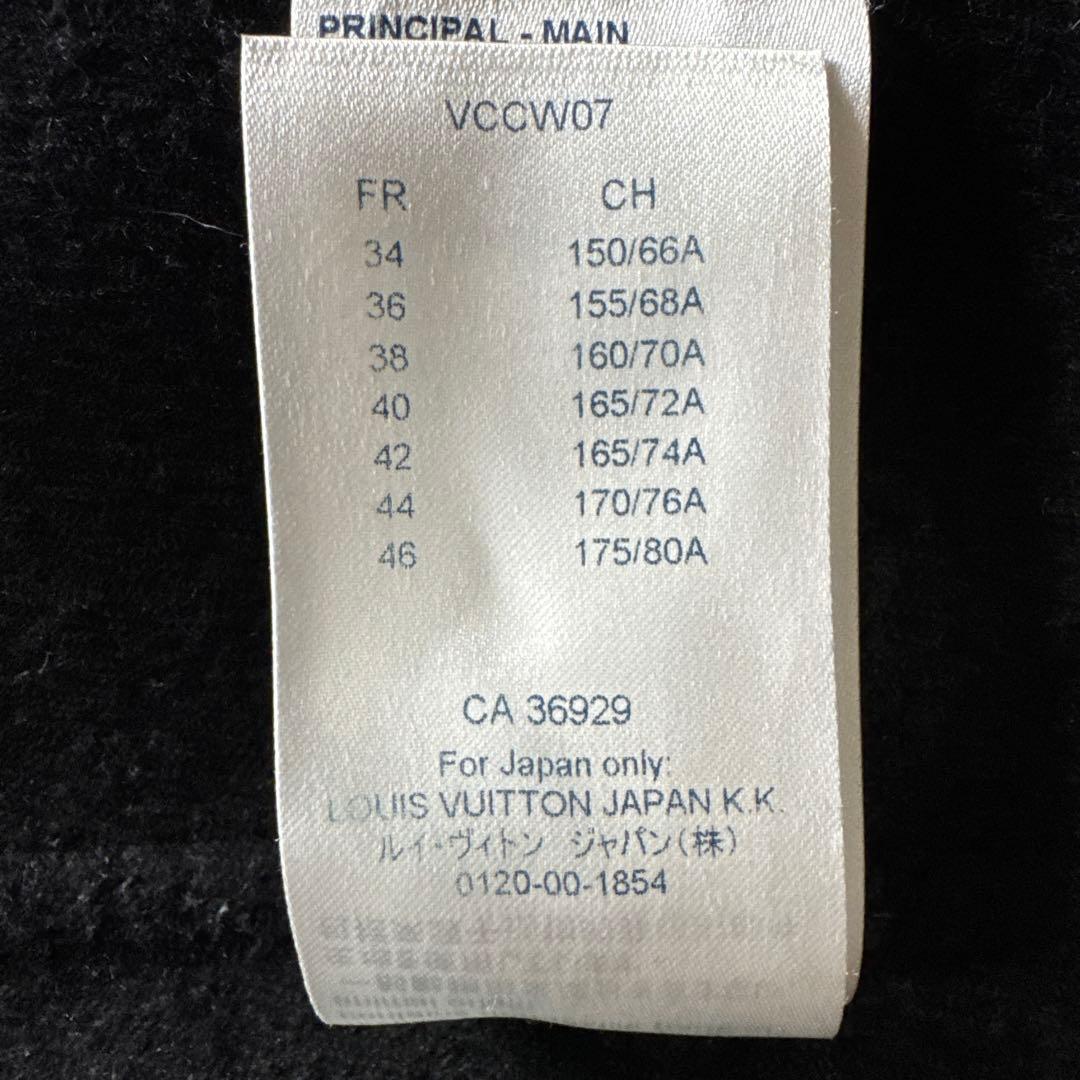 PRINCIPAL - MAIN
VCCW07
FR CH
34 150/66A
36 155/68A
38 160/70A
40 165/72A
42 165/74A
44 170/76A
46 175/80A
CA 36929
For Japan only:
LOUIS VUITTON JAPAN K.K.
ルイ・ヴィトン ジャパン(株)
0120-00-1854